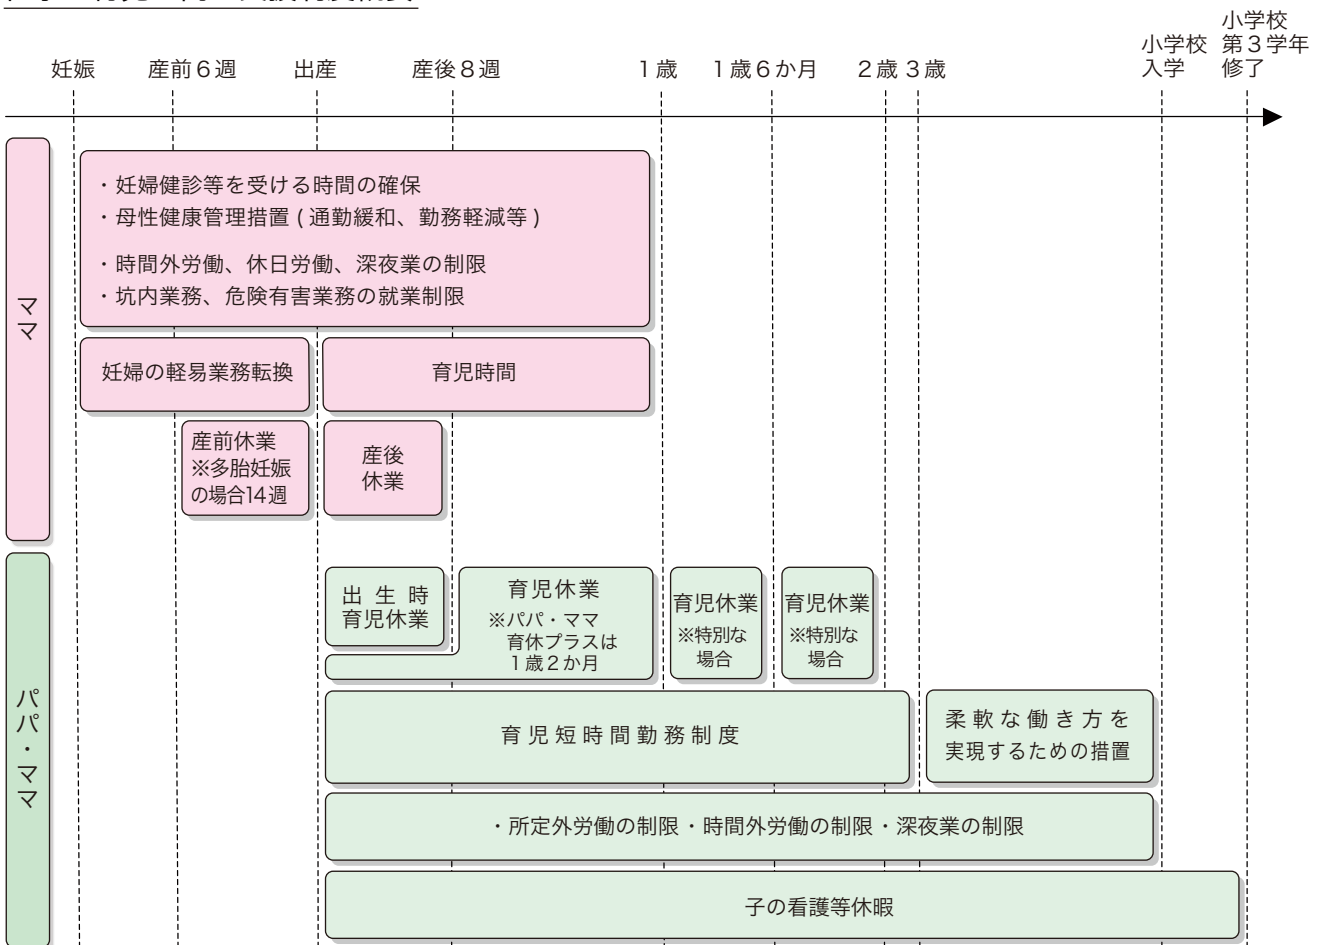 小学校
小学校 第３学年
妊娠 産前６週 出産 産後８週 １歳 １歳６か月 ２歳 ３歳 入学 修了
ママ
・妊婦健診等を受ける時間の確保
・母性健康管理措置 ( 通勤緩和、勤務軽減等 )
・時間外労働、休日労働、深夜業の制限
・坑内業務、危険有害業務の就業制限
妊婦の軽易業務転換
育児時間
産前休業
※多胎妊娠
の場合14週
産後
休業
パパ・ママ
出生時
育児休業
育児休業
※パパ・ママ
育休プラスは
１歳２か月
育児休業
※特別な
場合
育児休業
※特別な
場合
育児短時間勤務制度
柔軟な働き方を
実現するための措置
・所定外労働の制限・時間外労働の制限・深夜業の制限
子の看護等休暇